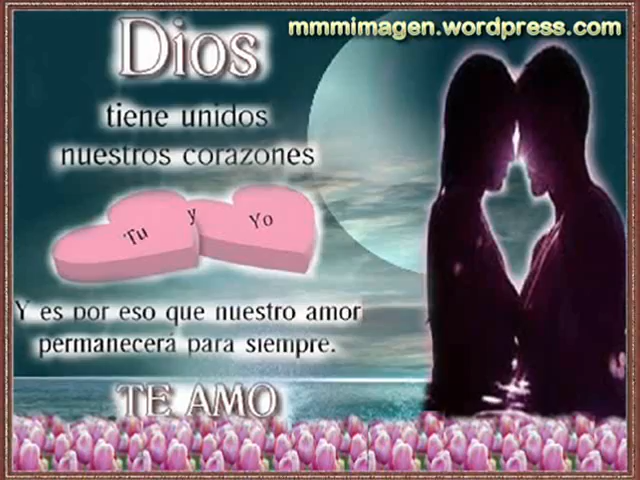 mmmimagen.wordpress.com
Dios
tiene unidos
nuestros corazones
Tu y Yo
Y es por eso que nuestro amor
permanecerá para siempre.
TE AMO